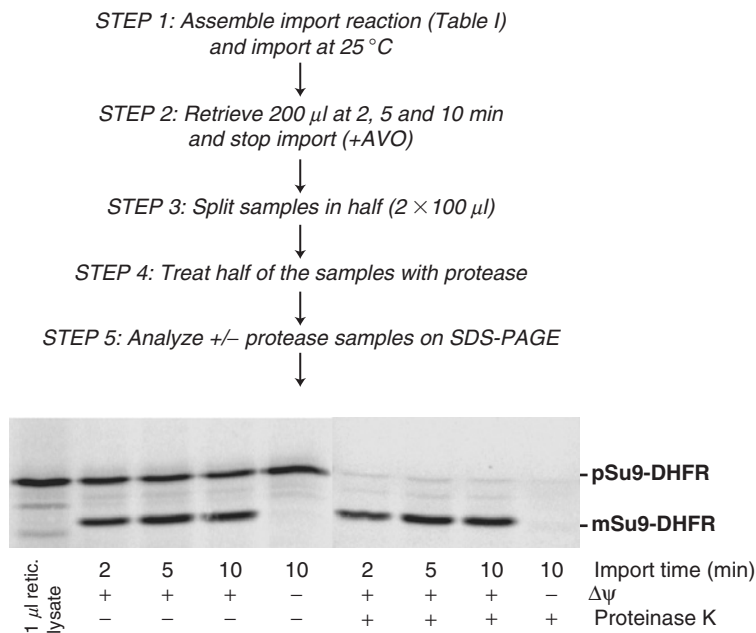 STEP 1: Assemble import reaction (Table I)
and import at 25 °C
STEP 2: Retrieve 200 μl at 2, 5 and 10 min
and stop import (+AVO)
STEP 3: Split samples in half (2 × 100 μl)
STEP 4: Treat half of the samples with protease
STEP 5: Analyze +/– protease samples on SDS-PAGE
pSu9-DHFR
mSu9-DHFR
1 μl retic.
lysate
2 5 10 10 2 5 10 10 Import time (min)
+ + + – + + + – Δψ
– – – – + + + + Proteinase K